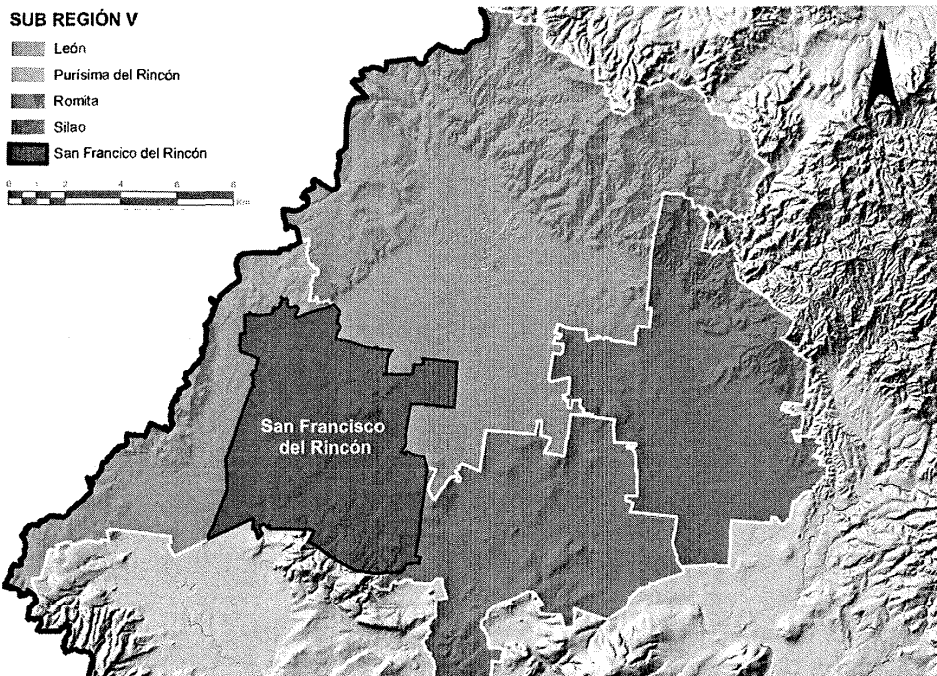 SUB REGIÓN V
León
Purísima del Rincón
Romita
Silao
San Francico del Rincón
0 1 2 4 6 8
Km
N
San Francisco
del Rincón